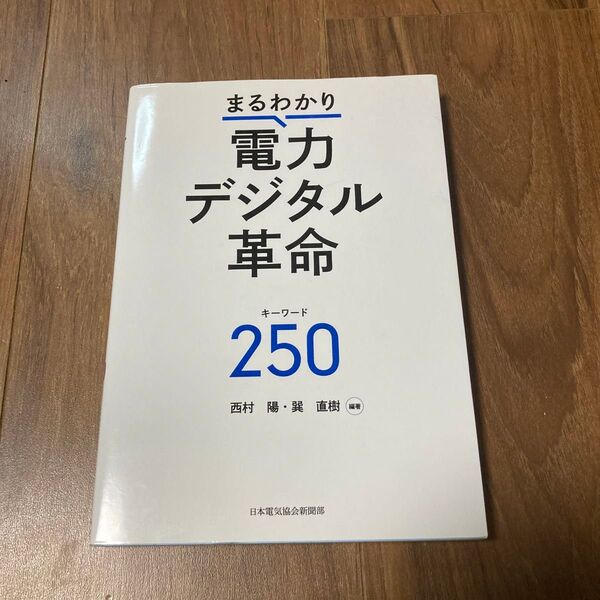 まるわかり
電力
デジタル
革命
キーワード
250
西村　陽・巽　直樹 編著
日本電気協会新聞部